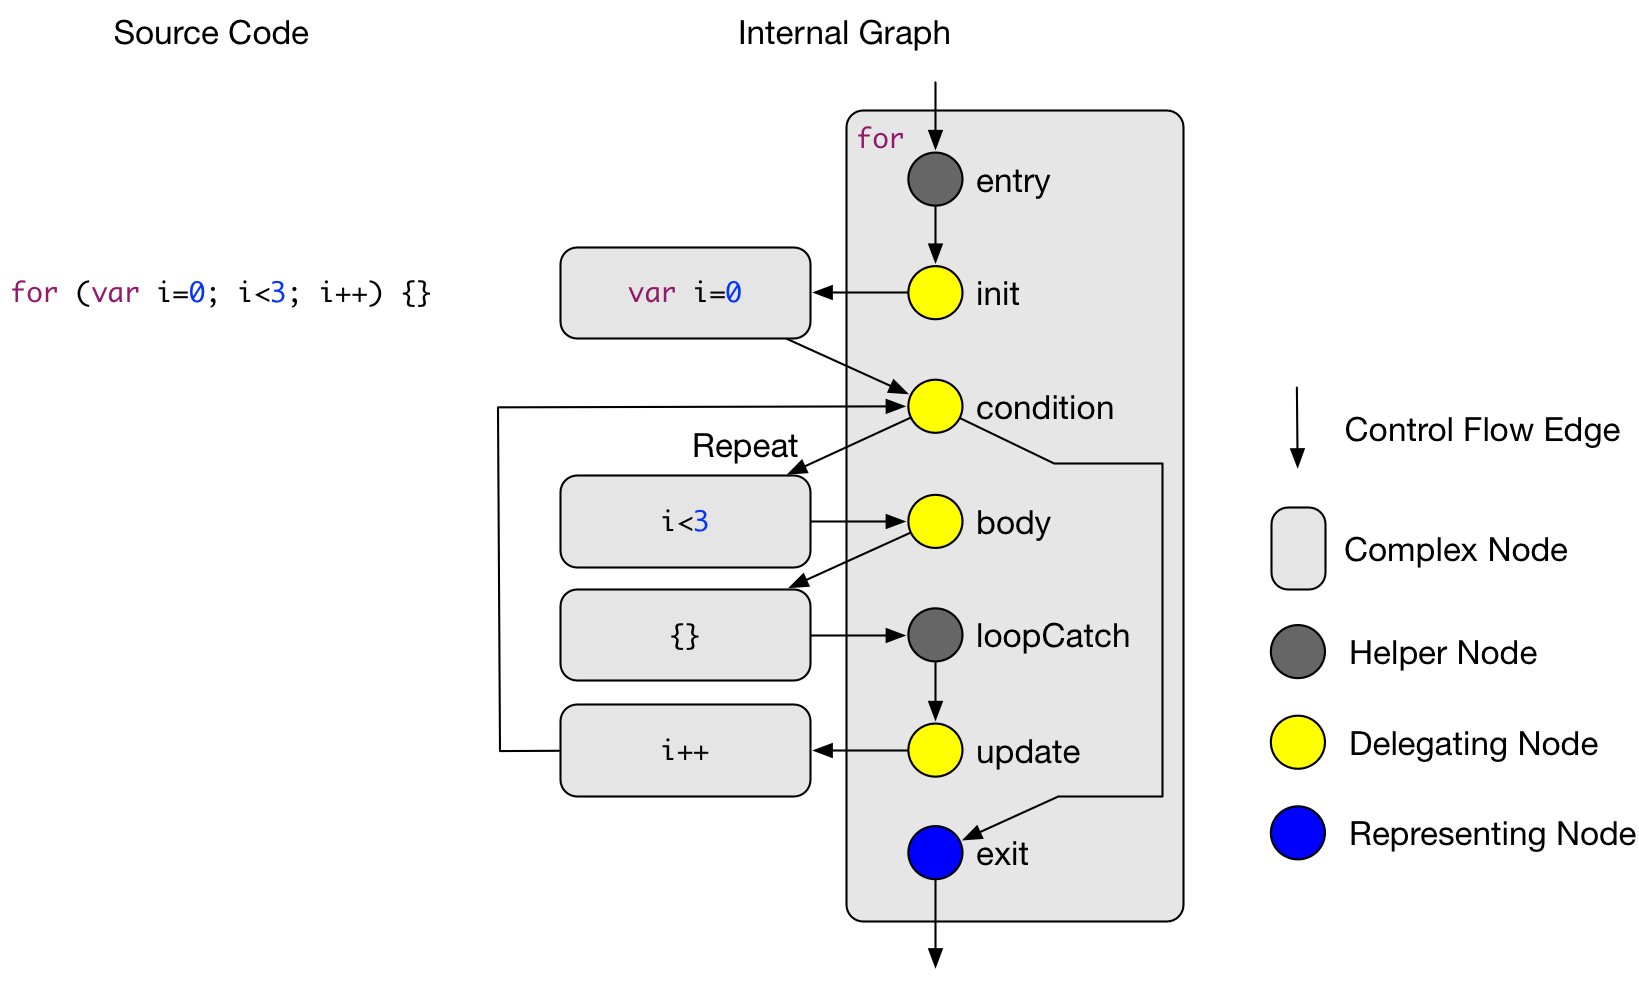 Source Code
Internal Graph
for
entry
for (var i=0; i<3; i++) {}
var i=0
init
condition
Repeat
i<3
body
{}
loopCatch
i++
update
exit
Control Flow Edge
Complex Node
Helper Node
Delegating Node
Representing Node